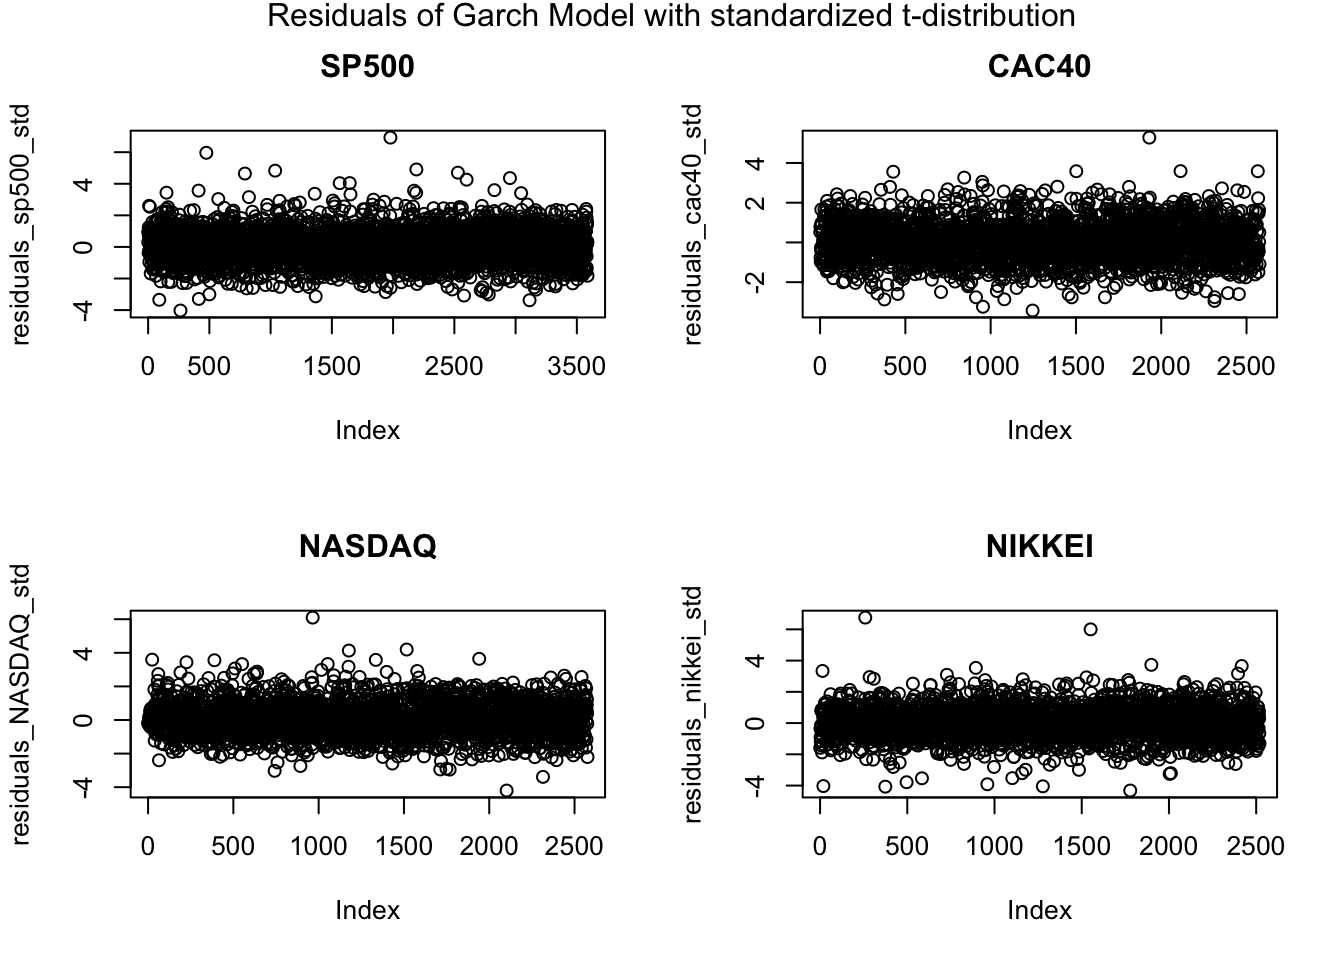 Residuals of Garch Model with standardized t-distribution
SP500
residuals_sp500_std
4
0
-4
0 500 1500 2500 3500
Index
CAC40
residuals_cac40_std
4
2
-2
0 500 1000 1500 2000 2500
Index
NASDAQ
residuals_NASDAQ_std
4
0
-4
0 500 1000 1500 2000 2500
Index
NIKKEI
residuals_nikkei_std
4
0
-4
0 500 1000 1500 2000 2500
Index